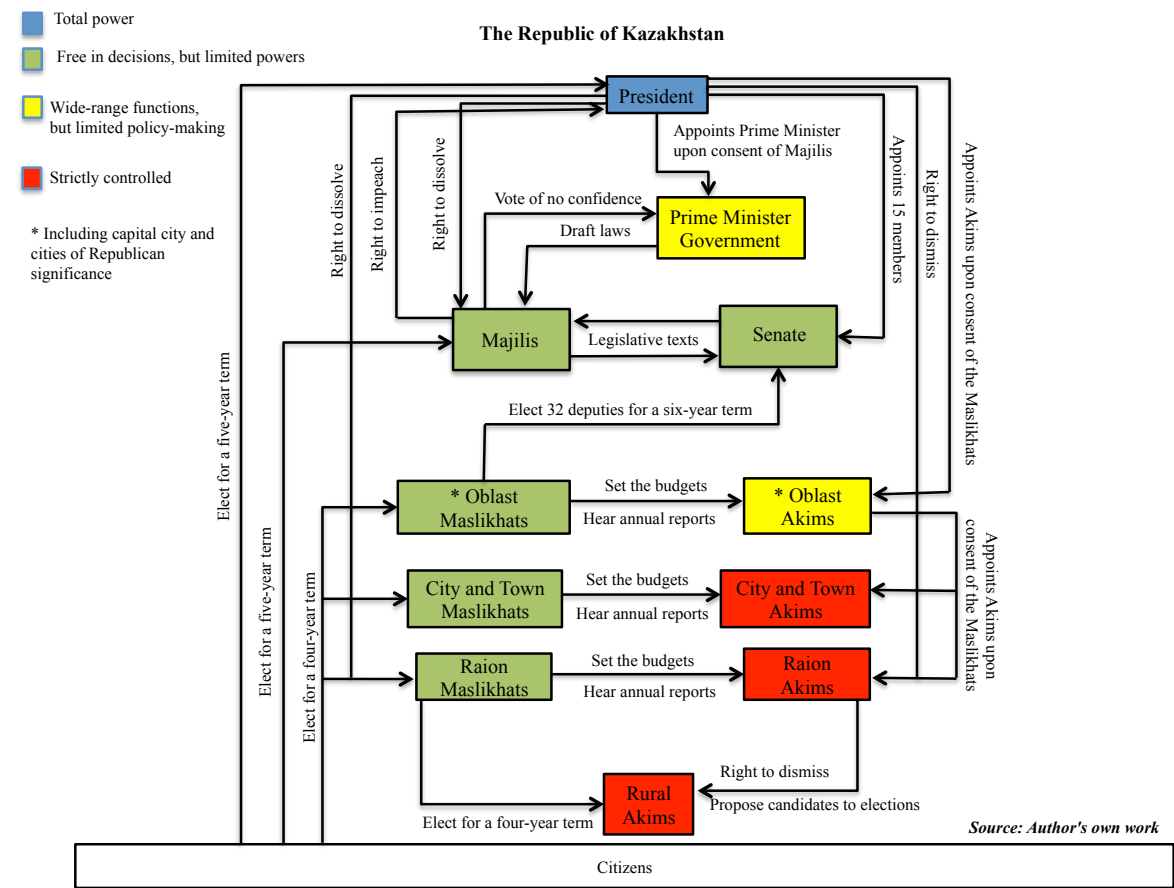 Total power
The Republic of Kazakhstan
Free in decisions, but limited powers
Wide-range functions,
but limited policy-making
Strictly controlled
* Including capital city and
cities of Republican
significance
President
Appoints Prime Minister
upon consent of Majilis
Right to dissolve
Right to impeach
Right to dissolve
Appoints 15 members
Right to dismiss
Appoints Akims upon consent of the Maslikhats
Vote of no confidence
Draft laws
Prime Minister
Government
Majilis
Legislative texts
Senate
Elect 32 deputies for a six-year term
Elect for a five-year term
Elect for a five-year term
Elect for a four-year term
* Oblast
Maslikhats
Set the budgets
Hear annual reports
* Oblast
Akims
Appoints Akims upon
consent of the Maslikhats
City and Town
Maslikhats
Set the budgets
Hear annual reports
City and Town
Akims
Raion
Maslikhats
Set the budgets
Hear annual reports
Raion
Akims
Right to dismiss
Propose candidates to elections
Rural
Akims
Elect for a four-year term
Source: Author's own work
Citizens